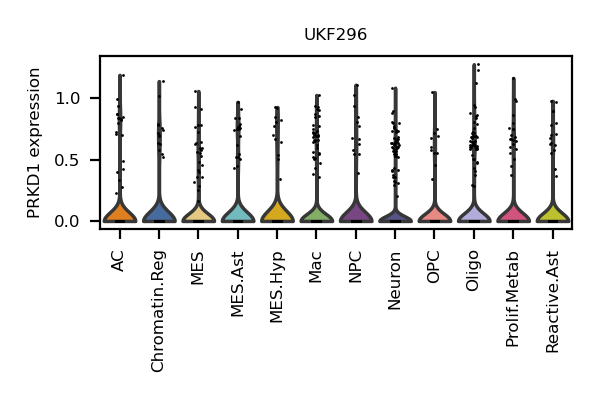 UKF296
PRKD1 expression
1.0
0.5
0.0
AC
Chromatin.Reg
MES
MES.Ast
MES.Hyp
Mac
NPC
Neuron
OPC
Oligo
Prolif.Metab
Reactive.Ast